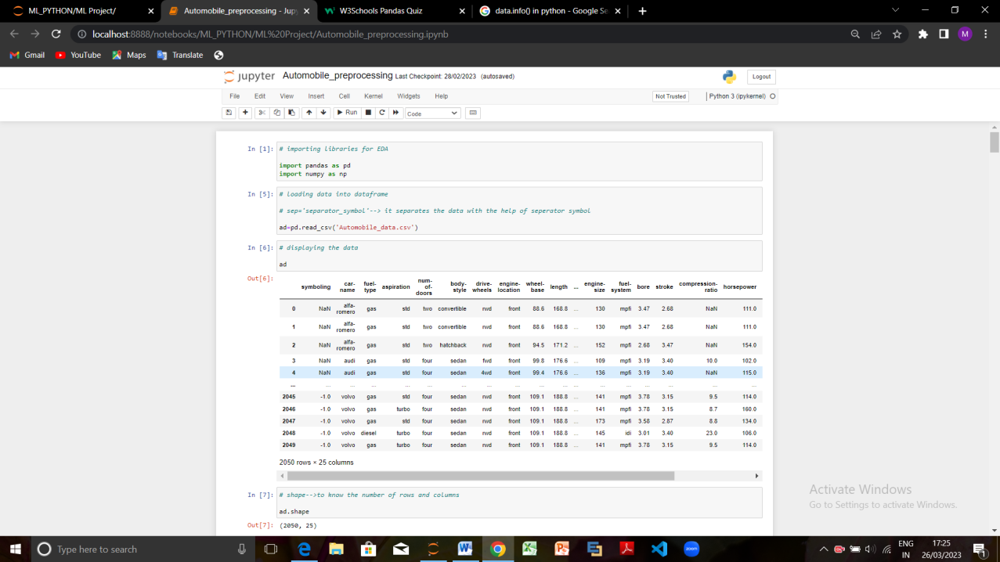 ML_PYTHON/ML Project/
Automobile_preprocessing - Jup
W3Schools Pandas Quiz
data.info() in python - Google Se
localhost:8888/notebooks/ML_PYTHON/ML%20Project/Automobile_preprocessing.ipynb
M
Gmail YouTube Maps Translate
jupyter Automobile_preprocessing Last Checkpoint: 28/02/2023 (autosaved)
Logout
File Edit View Insert Cell Kernel Widgets Help
Not Trusted
Python 3 (ipykernel)
Run
Code
In [1]: # importing libraries for EDA
import pandas as pd
import numpy as np
In [5]: # loading data into dataframe
# sep='separator_symbol'--> it separates the data with the help of seperator symbol
ad=pd.read_csv('Automobile_data.csv')
In [6]: # displaying the data
ad
Out[6]:
symboling car-name fuel-type aspiration num-of-doors body-style drive-wheels engine-location wheel-base length ... engine-size fuel-system bore stroke compression-ratio horsepower
0 NaN alfa-romero gas std two convertible rwd front 88.6 168.8 ... 130 mpfi 3.47 2.68 NaN 111.0
1 NaN alfa-romero gas std two convertible rwd front 88.6 168.8 ... 130 mpfi 3.47 2.68 NaN 111.0
2 NaN alfa-romero gas std two hatchback rwd front 94.5 171.2 ... 152 mpfi 2.68 3.47 NaN 154.0
3 NaN audi gas std four sedan fwd front 99.8 176.6 ... 109 mpfi 3.19 3.40 10.0 102.0
4 NaN audi gas std four sedan 4wd front 99.4 176.6 ... 136 mpfi 3.19 3.40 NaN 115.0
... ... ... ... ... ... ... ... ... ... ... ... ... ... ... ... ... ...
2045 -1.0 volvo gas std four sedan rwd front 109.1 188.8 ... 141 mpfi 3.78 3.15 9.5 114.0
2046 -1.0 volvo gas turbo four sedan rwd front 109.1 188.8 ... 141 mpfi 3.78 3.15 8.7 160.0
2047 -1.0 volvo gas std four sedan rwd front 109.1 188.8 ... 173 mpfi 3.58 2.87 8.8 134.0
2048 -1.0 volvo diesel turbo four sedan rwd front 109.1 188.8 ... 145 idi 3.01 3.40 23.0 106.0
2049 -1.0 volvo gas turbo four sedan rwd front 109.1 188.8 ... 141 mpfi 3.78 3.15 9.5 114.0
2050 rows × 25 columns
In [7]: # shape-->to know the number of rows and columns
ad.shape
Out[7]: (2050, 25)
Activate Windows
Go to Settings to activate Windows.
Type here to search
zoom
ENG
IN
17:25
26/03/2023
1